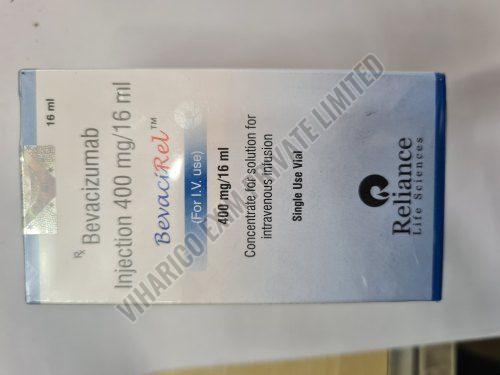 16 ml
Rx Bevacizumab
Injection 400 mg/16 ml
BevaciRel™
(For I.V. use)
400 mg/16 ml
Concentrate for solution for
intravenous infusion
Single Use Vial
Reliance
Life Sciences
VIHARICO EXIM PRIVATE LIMITED